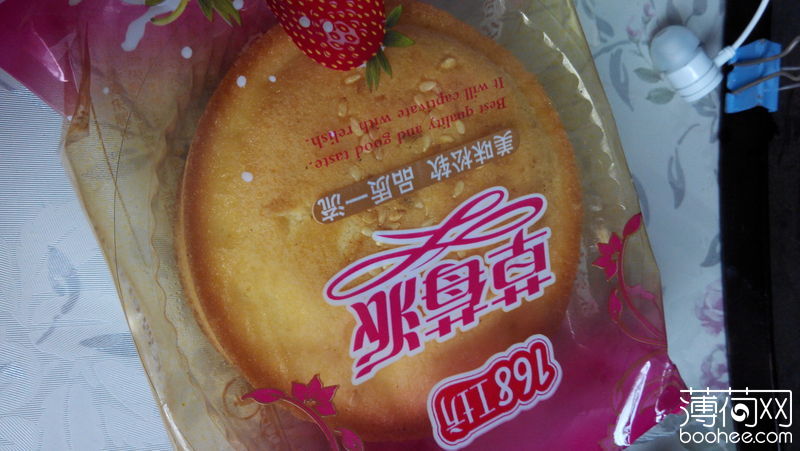 168工坊
草莓派
美味松软 品质一流
Best quality and good taste.
It will captivate with relish.
薄荷网
boohee.com